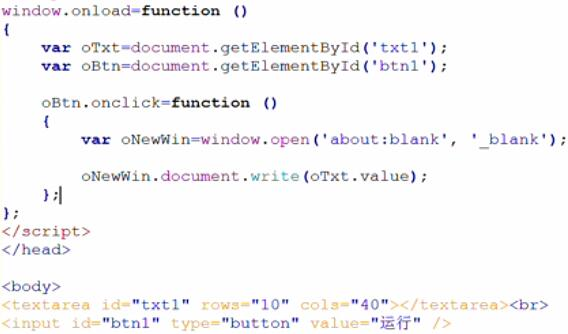 window.onload=function ()
{
    var oTxt=document.getElementById('txt1');
    var oBtn=document.getElementById('btn1');
    oBtn.onclick=function ()
    {
        var oNewWin=window.open('about:blank', '_blank');
        oNewWin.document.write(oTxt.value);
    };
};
</script>
</head>
<body>
<textarea id="txt1" rows="10" cols="40"></textarea><br>
<input id="btn1" type="button" value="运行" />